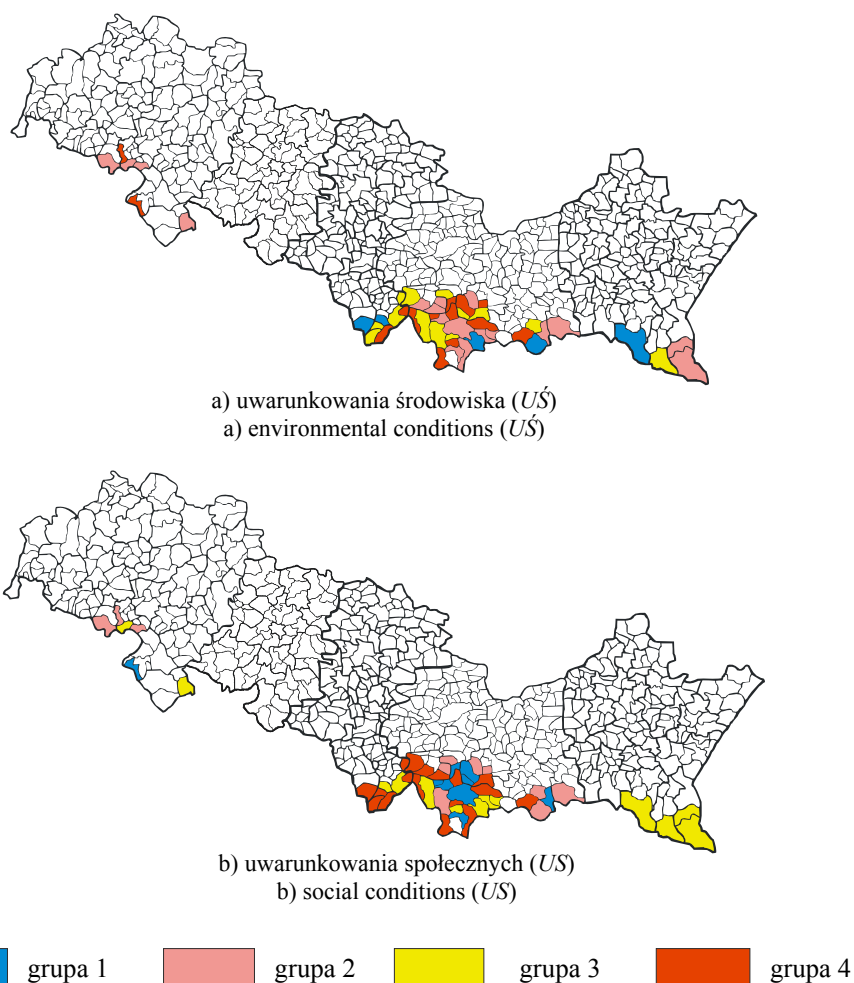 a) uwarunkowania środowiska (UŚ)
a) environmental conditions (UŚ)
b) uwarunkowania społecznych (US)
b) social conditions (US)
grupa 1 grupa 2 grupa 3 grupa 4